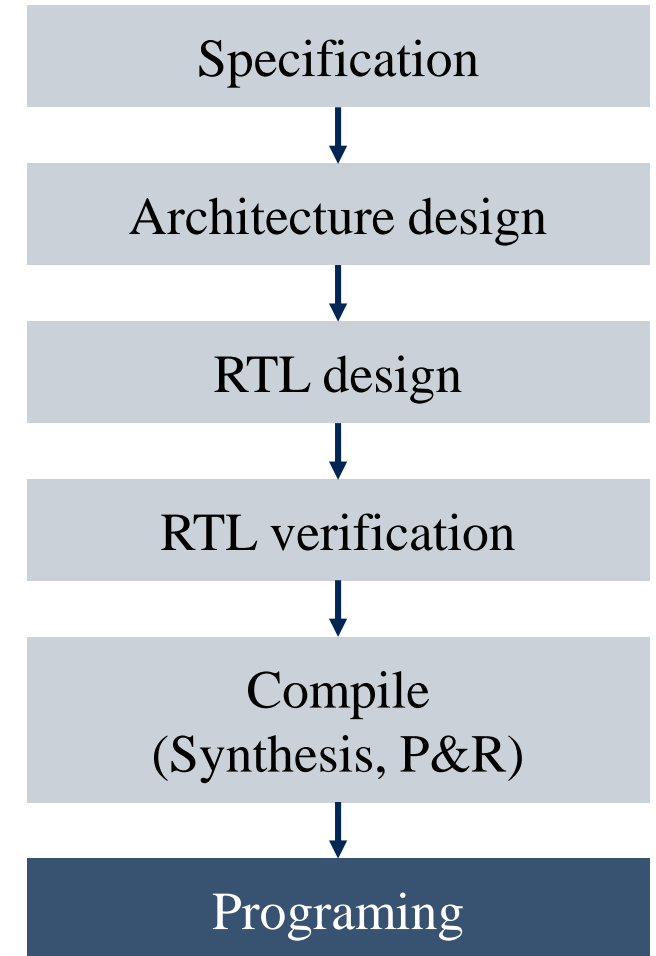 Specification
Architecture design
RTL design
RTL verification
Compile
(Synthesis, P&R)
Programing